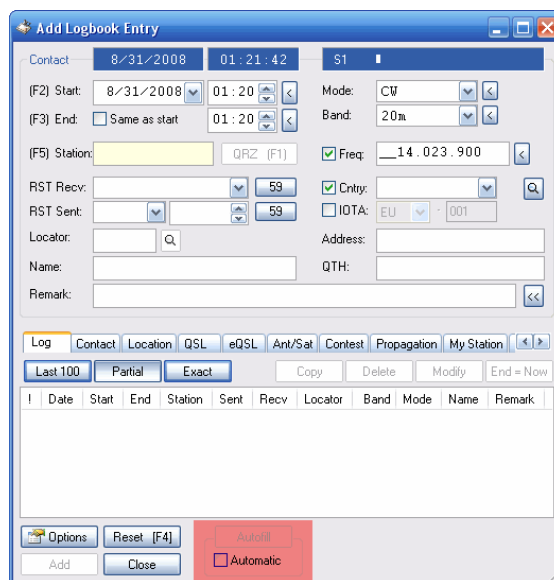 Add Logbook Entry
Contact 8/31/2008 01:21:42 S1
(F2) Start: 8/31/2008 01:20 < Mode: CW <
(F3) End: Same as start 01:20 < Band: 20m <
(F5) Station: QRZ (F1) Freq: __14.023.900 <
RST Recv: 59 Cntry:
RST Sent: 59 IOTA: EU - 001
Locator: Address:
Name: QTH:
Remark: <<
Log Contact Location QSL eQSL Ant/Sat Contest Propagation My Station
Last 100 Partial Exact Copy Delete Modify End = Now
! Date Start End Station Sent Recv Locator Band Mode Name Remark
Options Reset [F4] Autofill
Add Close Automatic